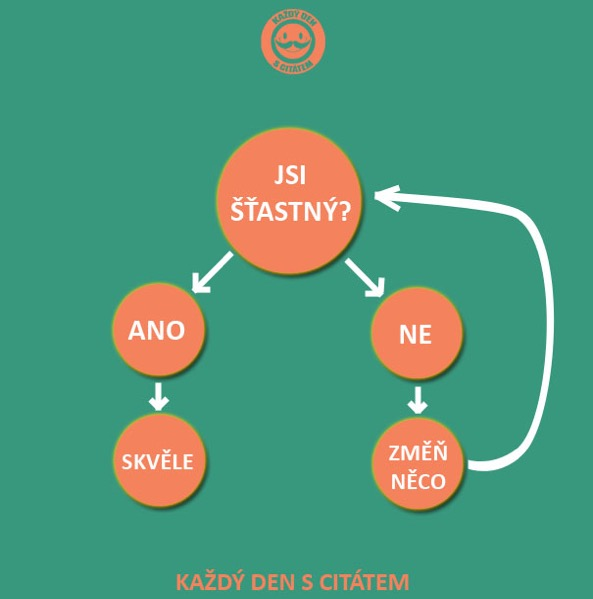 KAŽDÝ DEN
S CITÁTEM
JSI
ŠŤASTNÝ?
ANO
NE
SKVĚLE
ZMĚŇ
NĚCO
KAŽDÝ DEN S CITÁTEM